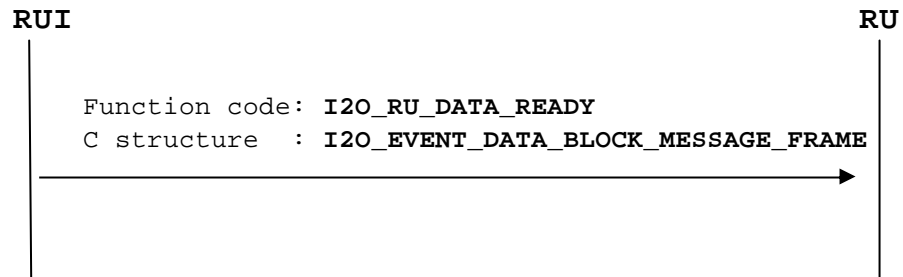 RUI RU
Function code: I2O_RU_DATA_READY
C structure : I2O_EVENT_DATA_BLOCK_MESSAGE_FRAME